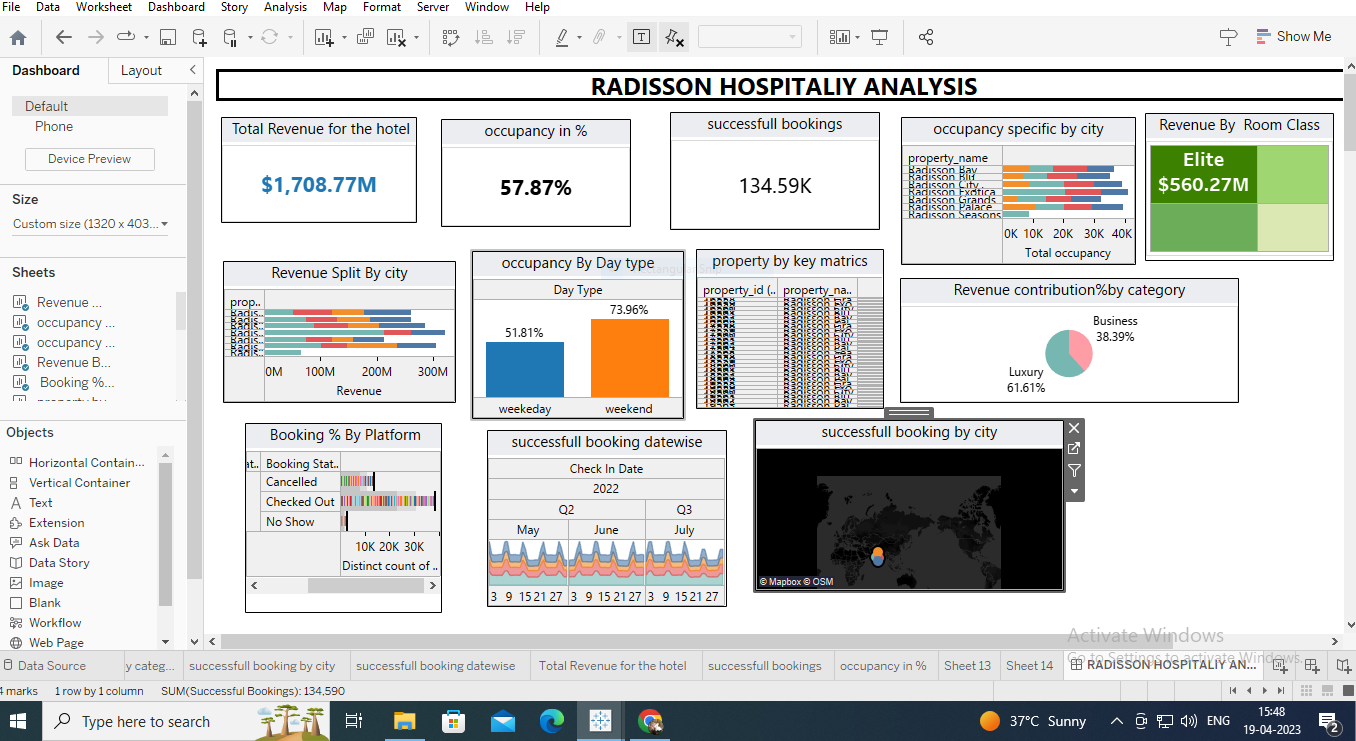 File Data Worksheet Dashboard Story Analysis Map Format Server Window Help
Show Me
Dashboard Layout
Default
Phone
Device Preview
Size
Custom size (1320 x 403...
Sheets
Revenue ...
occupancy ...
occupancy ...
Revenue B...
Booking %...
Objects
Horizontal Contain...
Vertical Container
Text
Extension
Ask Data
Data Story
Image
Blank
Workflow
Web Page
RADISSON HOSPITALIY ANALYSIS
Total Revenue for the hotel
$1,708.77M
occupancy in %
57.87%
successfull bookings
134.59K
occupancy specific by city
property_name
Radisson Bay
Radisson Blu
Radisson City
Radisson Exotica
Radisson Grands
Radisson Palace
Radisson Seasons
0K 10K 20K 30K 40K
Total occupancy
Revenue By Room Class
Elite
$560.27M
Revenue Split By city
prop..
Radis..
0M 100M 200M 300M
Revenue
occupancy By Day type
Day Type
51.81%
73.96%
weekeday
weekend
property by key matrics
property_id (.. property_na..
Revenue contribution%by category
Business
38.39%
Luxury
61.61%
Booking % By Platform
at.. Booking Stat..
Cancelled
Checked Out
No Show
10K 20K 30K
Distinct count of ..
successfull booking datewise
Check In Date
2022
Q2 Q3
May June July
3 9 15 21 27 3 9 15 21 27 3 9 15 21 27
successfull booking by city
© Mapbox © OSM
Activate Windows
Go to Settings to activate Windows.
Data Source
y categ...
successfull booking by city
successfull booking datewise
Total Revenue for the hotel
successfull bookings
occupancy in %
Sheet 13
Sheet 14
RADISSON HOSPITALIY AN...
4 marks 1 row by 1 column SUM(Successful Bookings): 134,590
Type here to search
37°C Sunny
ENG
15:48
19-04-2023
2